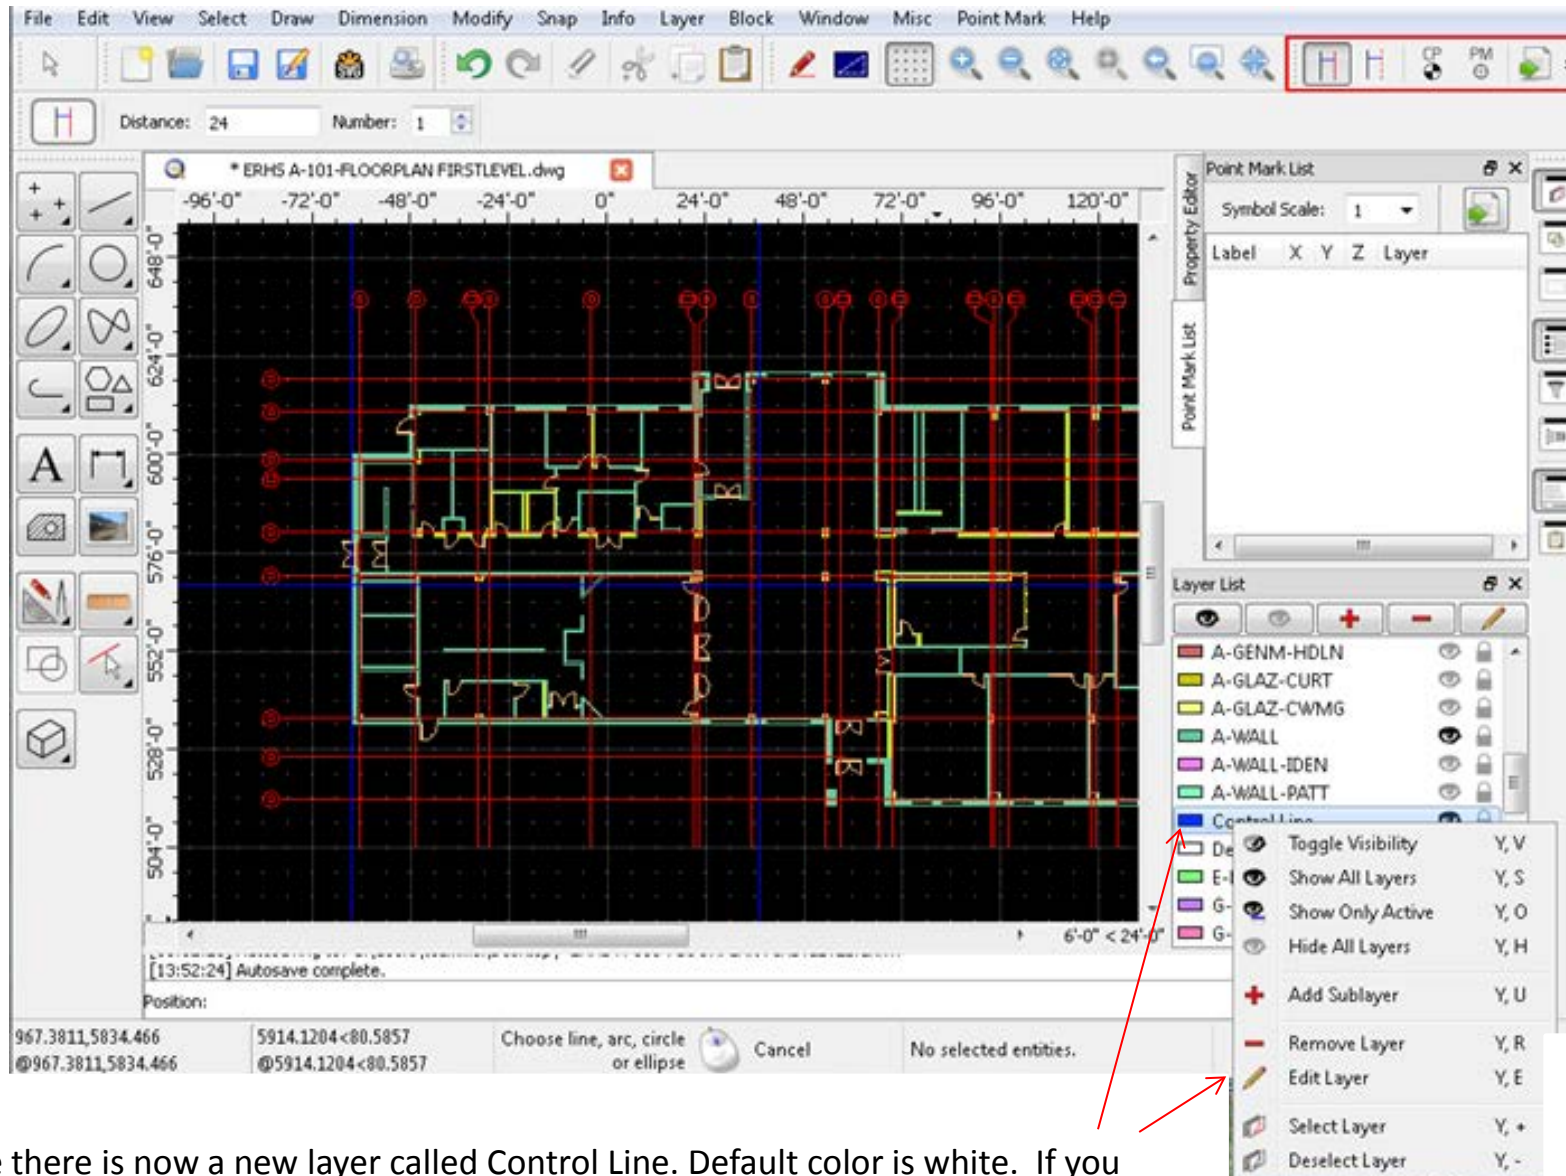 File Edit View Select Draw Dimension Modify Snap Info Layer Block Window Misc Point Mark Help
CP PM
Distance: 24 Number: 1
* ERHS A-101-FLOORPLAN FIRSTLEVEL.dwg
-96'-0" -72'-0" -48'-0" -24'-0" 0" 24'-0" 48'-0" 72'-0" 96'-0" 120'-0"
648'-0"
624'-0"
600'-0"
576'-0"
552'-0"
528'-0"
504'-0"
6'-0" < 24'-0"
Property Editor
Point Mark List
Point Mark List
Symbol Scale: 1
Label X Y Z Layer
Layer List
A-GENM-HDLN
A-GLAZ-CURT
A-GLAZ-CWMG
A-WALL
A-WALL-IDEN
A-WALL-PATT
Control Line
De
E-
G-
G-
Toggle Visibility Y, V
Show All Layers Y, S
Show Only Active Y, O
Hide All Layers Y, H
Add Sublayer Y, U
Remove Layer Y, R
Edit Layer Y, E
Select Layer Y, +
Deselect Layer Y, -
[13:52:24] Autosave complete.
Position:
967.3811,5834.466
@967.3811,5834.466
5914.1204<80.5857
@5914.1204<80.5857
Choose line, arc, circle
or ellipse
Cancel
No selected entities.
there is now a new layer called Control Line. Default color is white. If you